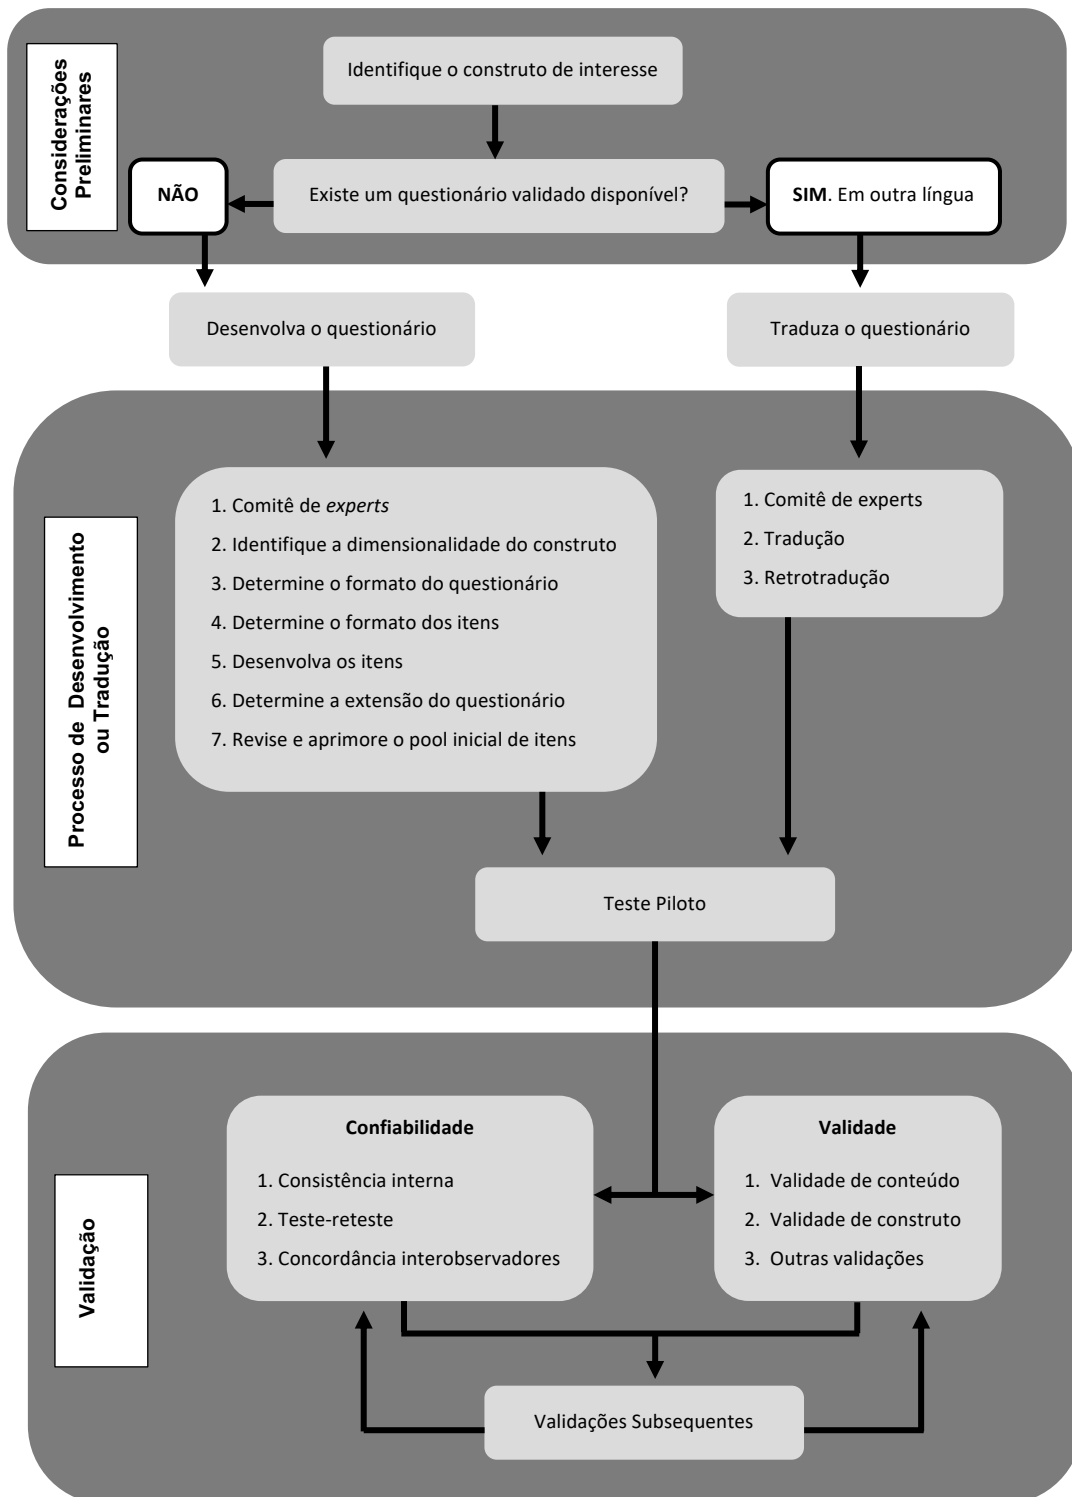 Considerações
Preliminares
Identifique o construto de interesse
NÃO
Existe um questionário validado disponível?
SIM. Em outra língua
Desenvolva o questionário
Traduza o questionário
Processo de Desenvolvimento
ou Tradução
1. Comitê de experts
2. Identifique a dimensionalidade do construto
3. Determine o formato do questionário
4. Determine o formato dos itens
5. Desenvolva os itens
6. Determine a extensão do questionário
7. Revise e aprimore o pool inicial de itens
1. Comitê de experts
2. Tradução
3. Retrotradução
Teste Piloto
Validação
Confiabilidade
1. Consistência interna
2. Teste-reteste
3. Concordância interobservadores
Validade
1. Validade de conteúdo
2. Validade de construto
3. Outras validações
Validações Subsequentes